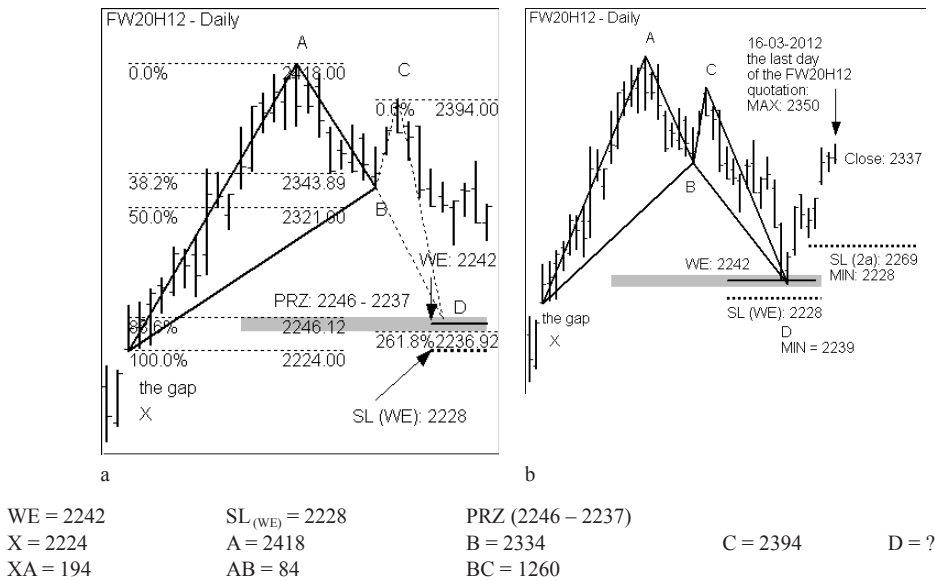 FW20H12 - Daily
A
0.0%
2418.00
C
0.0%
2394.00
38.2%
2343.89
50.0%
2321.00
B
WE: 2242
PRZ: 2246 - 2237
D
88.6%
2246.12
261.8%
2236.92
100.0%
2224.00
the gap
X
SL (WE): 2228
a
FW20H12 - Daily
A
C
16-03-2012
the last day
of the FW20H12
quotation:
MAX: 2350
Close: 2337
B
WE: 2242
SL (2a): 2269
MIN: 2228
SL (WE): 2228
the gap
X
D
MIN = 2239
b
WE = 2242 SL (WE) = 2228 PRZ (2246 – 2237)
X = 2224 A = 2418 B = 2334 C = 2394 D = ?
XA = 194 AB = 84 BC = 1260